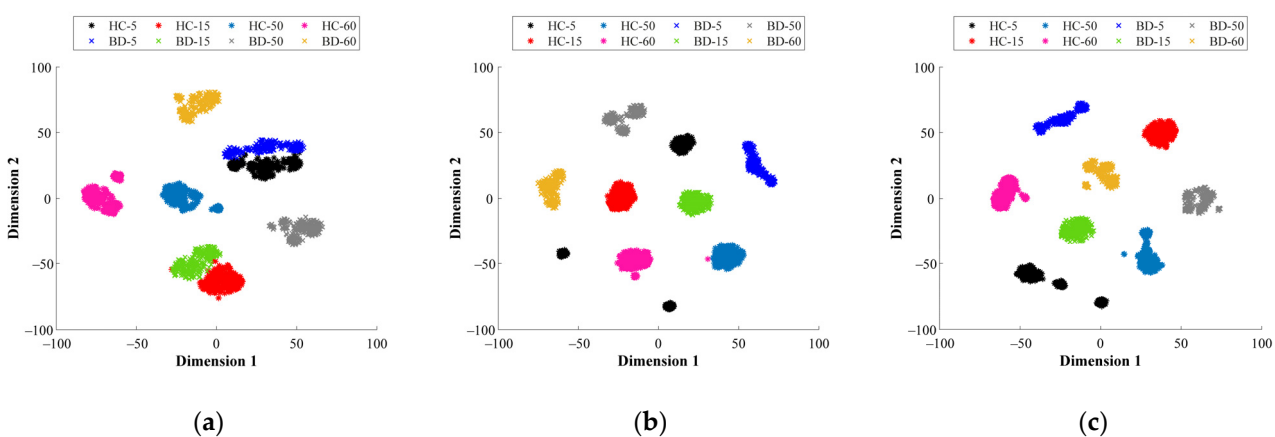 HC-5 HC-15 HC-50 HC-60
BD-5 BD-15 BD-50 BD-60
100
50
0
−50
−100
−100 −50 0 50 100
Dimension 2
Dimension 1
(a)
HC-5 HC-50 BD-5 BD-50
HC-15 HC-60 BD-15 BD-60
100
50
0
−50
−100
−100 −50 0 50 100
Dimension 2
Dimension 1
(b)
HC-5 HC-50 BD-5 BD-50
HC-15 HC-60 BD-15 BD-60
100
50
0
−50
−100
−100 −50 0 50 100
Dimension 2
Dimension 1
(c)